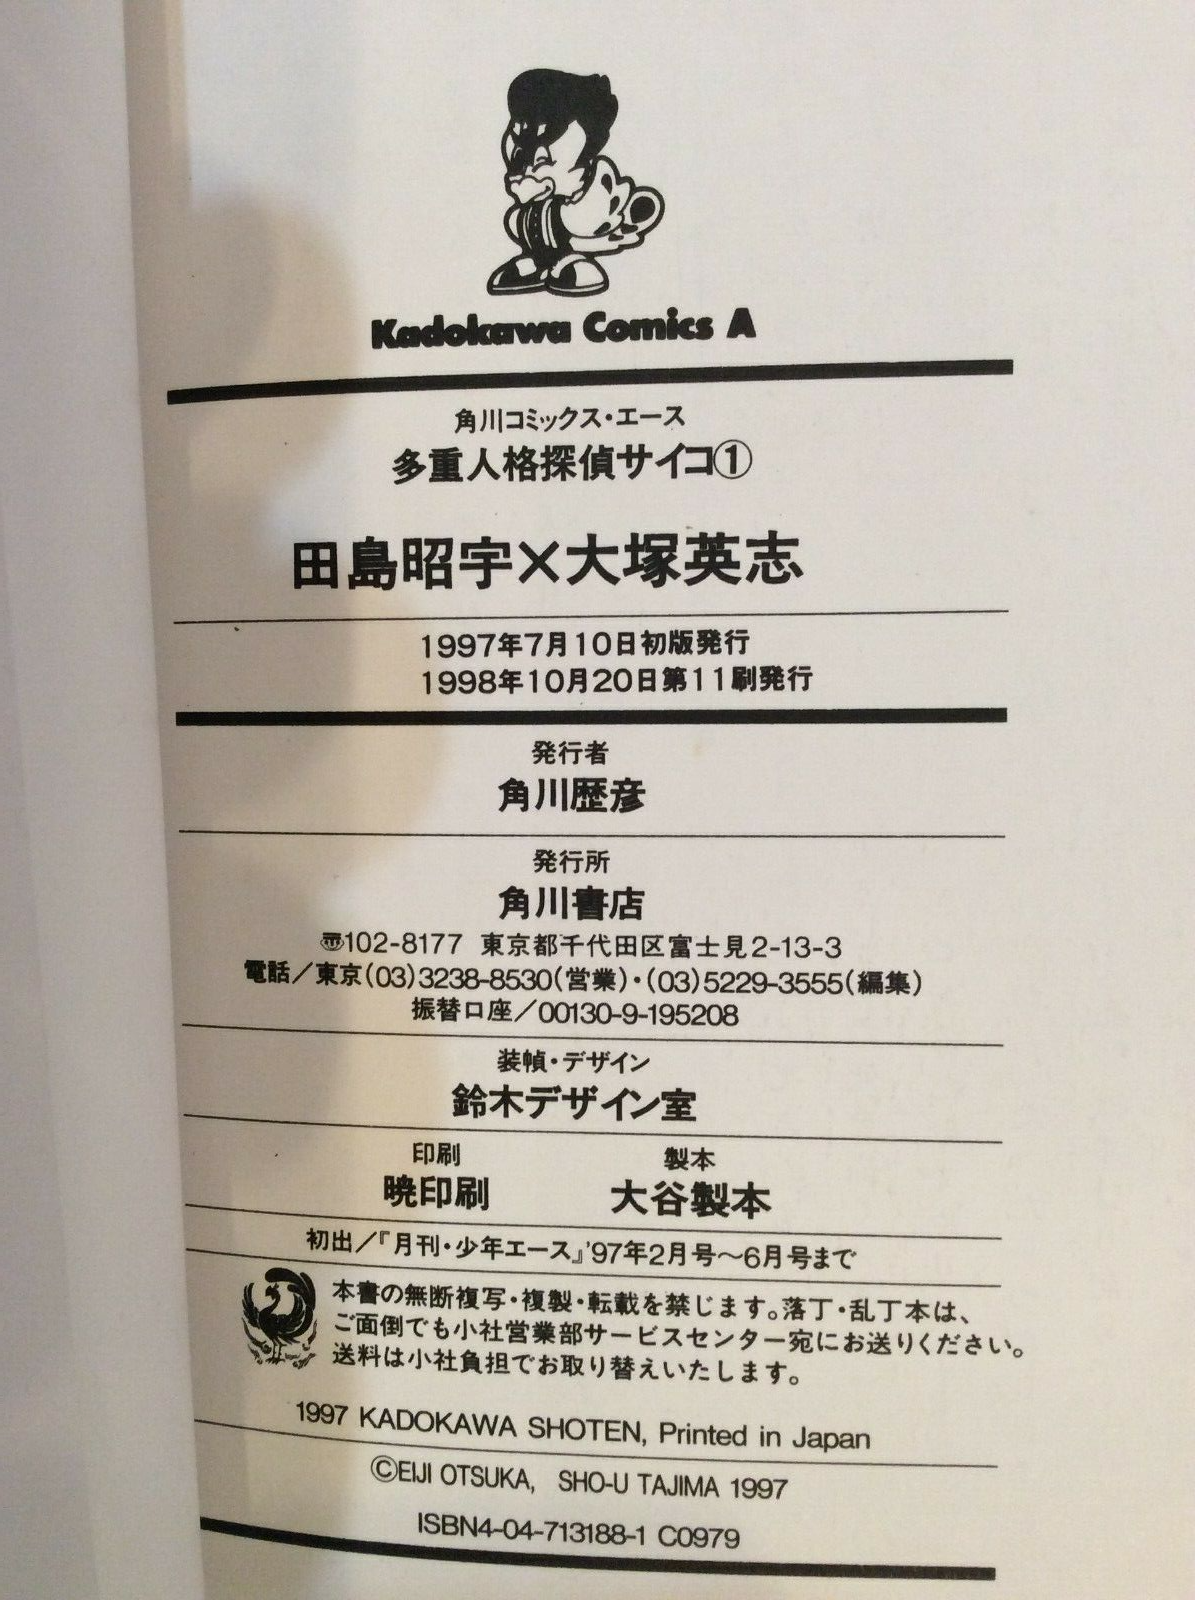 Kadokawa Comics A
角川コミックス・エース
多重人格探偵サイコ①
田島昭宇×大塚英志
1997年7月10日初版発行
1998年10月20日第11刷発行
発行者
角川歴彦
発行所
角川書店
〠102-8177 東京都千代田区富士見2-13-3
電話/東京(03)3238-8530(営業)・(03)5229-3555(編集)
振替口座/00130-9-195208
装幀・デザイン
鈴木デザイン室
印刷 製本
暁印刷 大谷製本
初出/『月刊・少年エース』'97年2月号〜6月号まで
本書の無断複写・複製・転載を禁じます。落丁・乱丁本は、
ご面倒でも小社営業部サービスセンター宛にお送りください。
送料は小社負担でお取り替えいたします。
1997 KADOKAWA SHOTEN, Printed in Japan
©EIJI OTSUKA, SHO-U TAJIMA 1997
ISBN4-04-713188-1 C0979